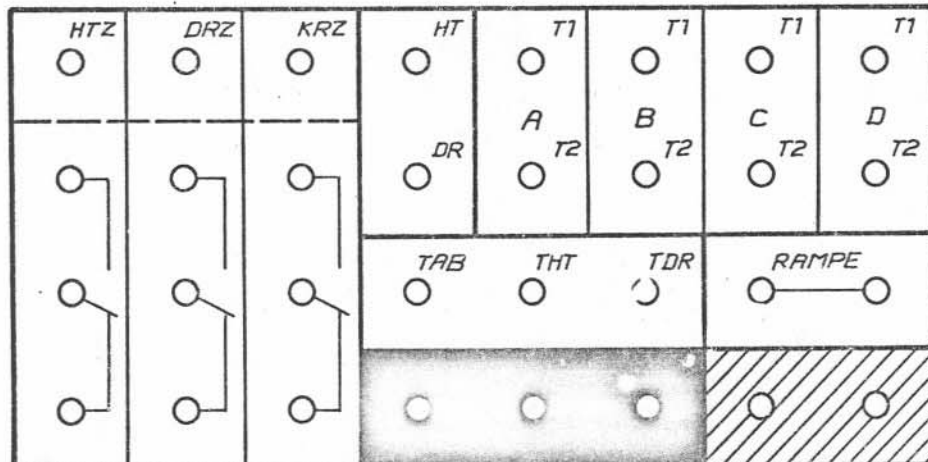 HTZ DRZ KRZ HT T1 T1 T1 T1
A B C D
DR T2 T2 T2 T2
TAB THT TDR RAMPE